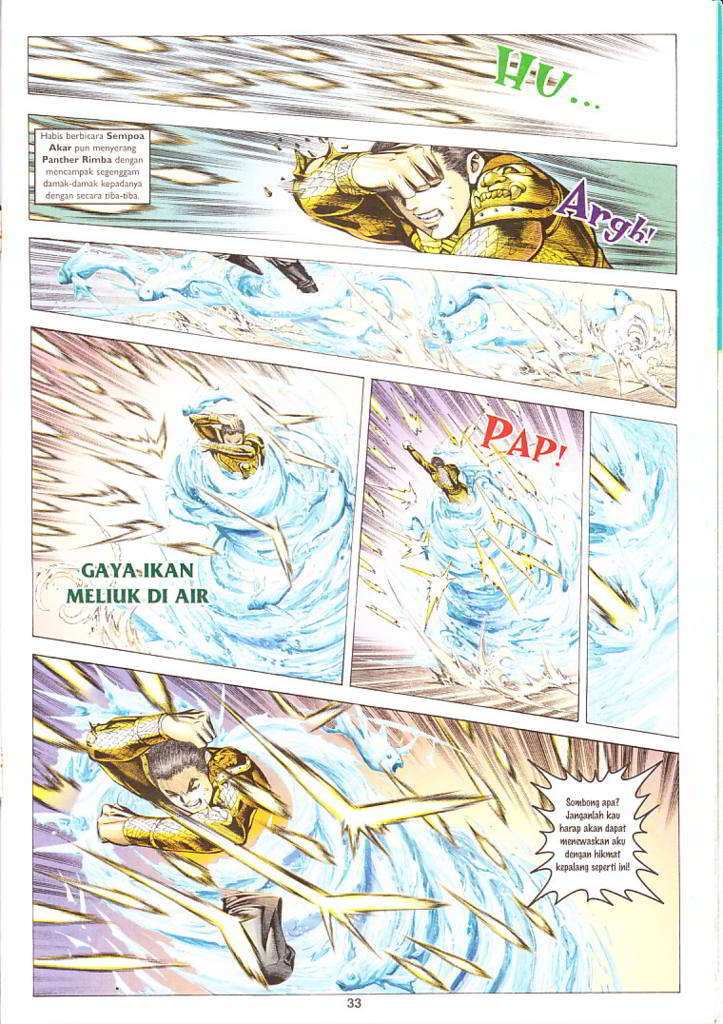 HU...
Habis berbicara Sempoa
Akar pun menyerang
Panther Rimba dengan
mencampak segenggam
damak-damak kepadanya
dengan secara tiba-tiba.
Argh!
GAYA IKAN
MELIUK DI AIR
PAP!
Sombong apa?
Janganlah kau
harap akan dapat
menewaskan aku
dengan hikmat
kepalang seperti ini!
33